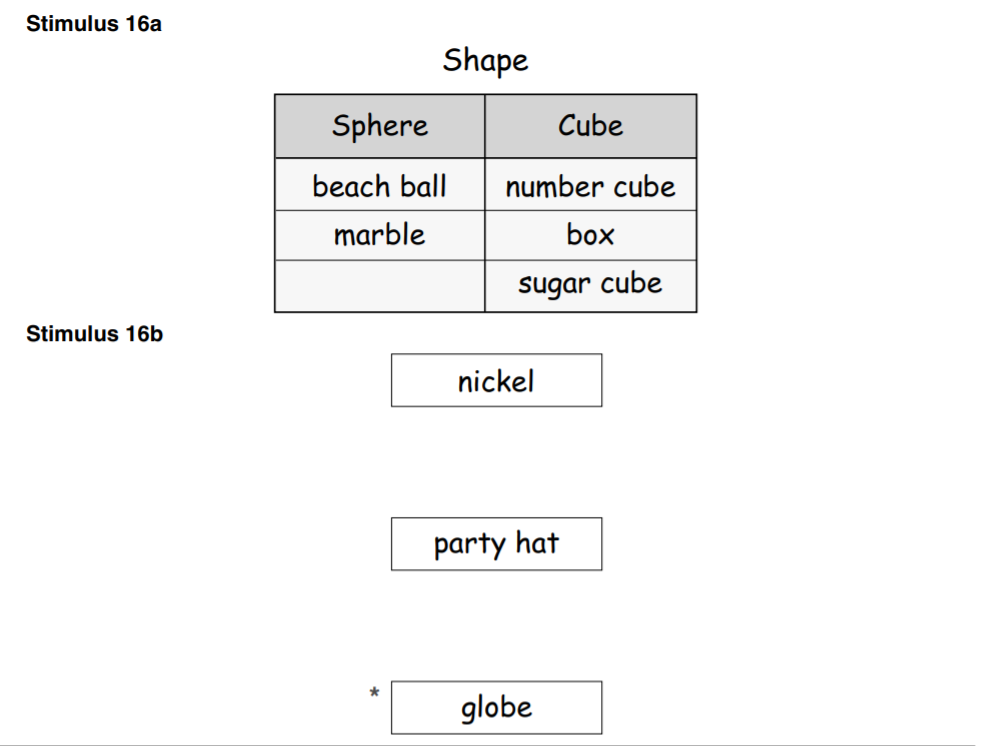 Stimulus 16a
Shape
Sphere Cube
beach ball number cube
marble box
sugar cube
Stimulus 16b
nickel
party hat
* globe